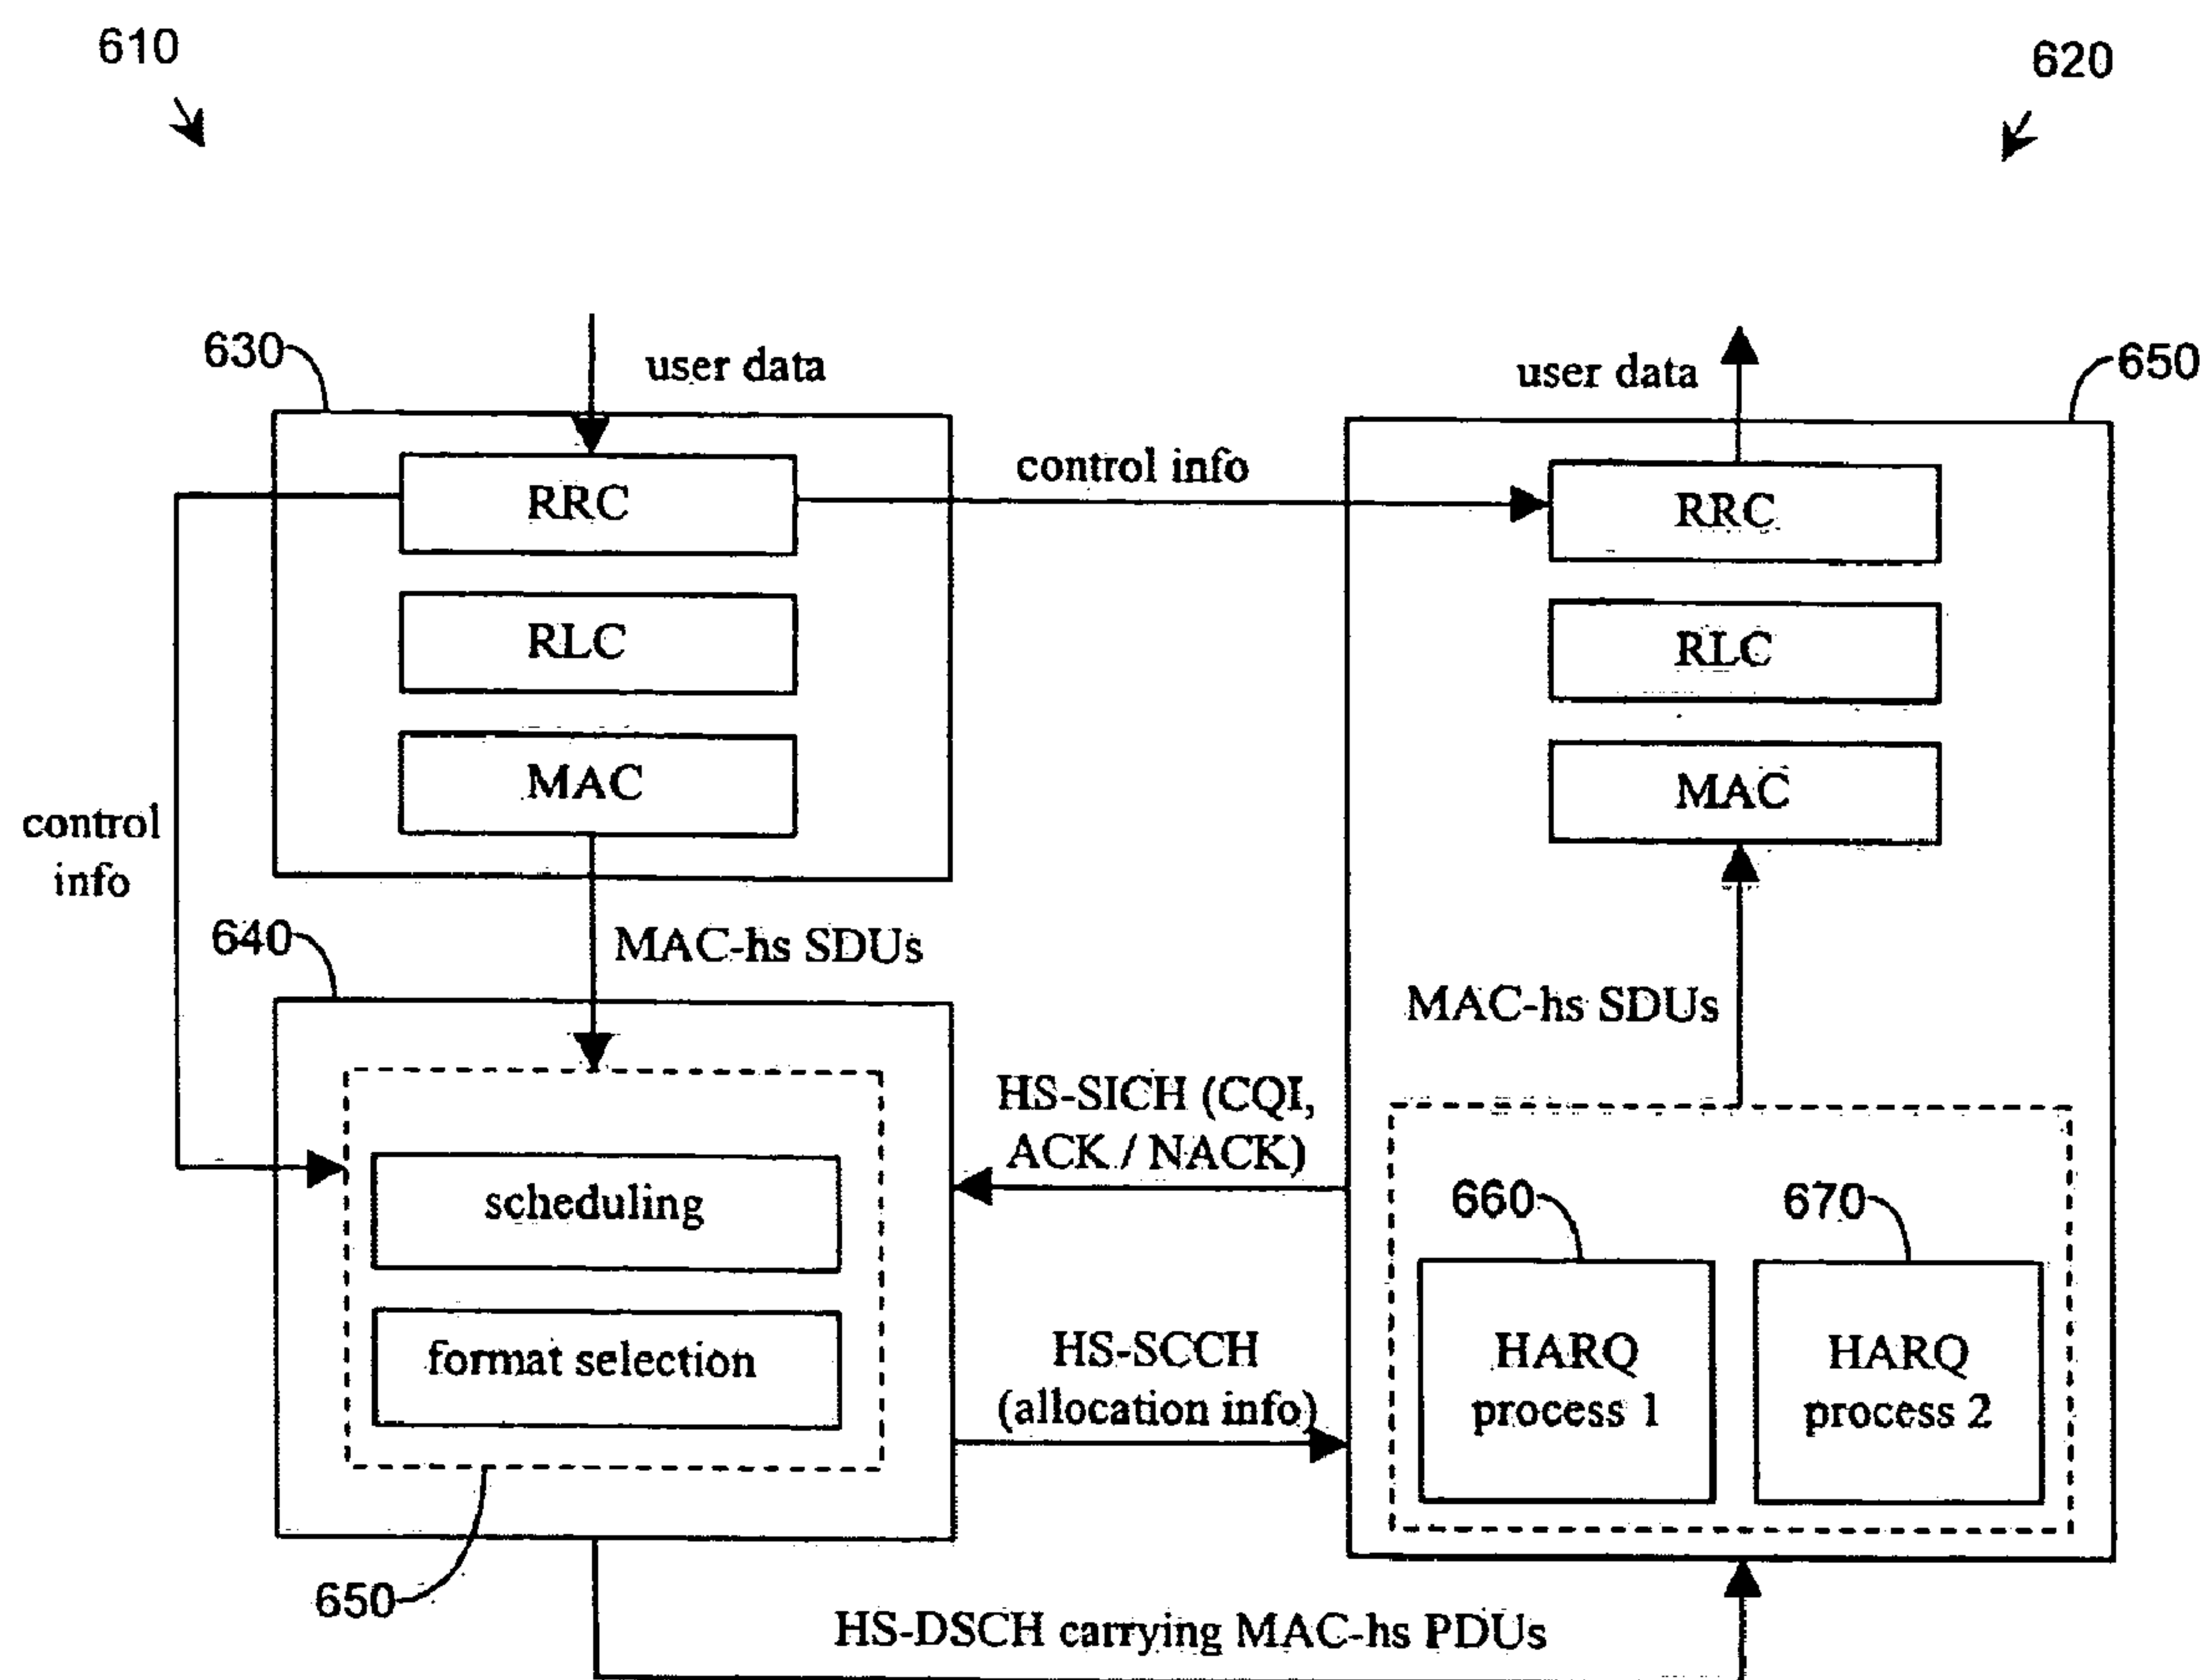 610
620
630
user data
user data
650
RRC
control info
RRC
RLC
RLC
MAC
MAC
control
info
640
MAC-hs SDUs
MAC-hs SDUs
HS-SICH (CQI,
ACK / NACK)
scheduling
660
670
format selection
HS-SCCH
(allocation info)
HARQ
process 1
HARQ
process 2
650
HS-DSCH carrying MAC-hs PDUs